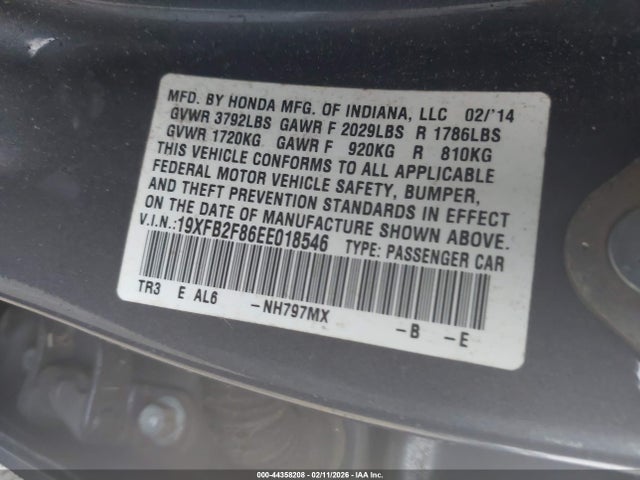 MFD. BY HONDA MFG. OF INDIANA, LLC 02/'14
GVWR 3792LBS GAWR F 2029LBS R 1786LBS
GVWR 1720KG GAWR F 920KG R 810KG
THIS VEHICLE CONFORMS TO ALL APPLICABLE
FEDERAL MOTOR VEHICLE SAFETY, BUMPER,
AND THEFT PREVENTION STANDARDS IN EFFECT
ON THE DATE OF MANUFACTURE SHOWN ABOVE.
V.I.N.: 19XFB2F86EE018546 TYPE: PASSENGER CAR
TR3 E AL6 -NH797MX -B -E
000-44358208 - 02/11/2026 - IAA Inc.